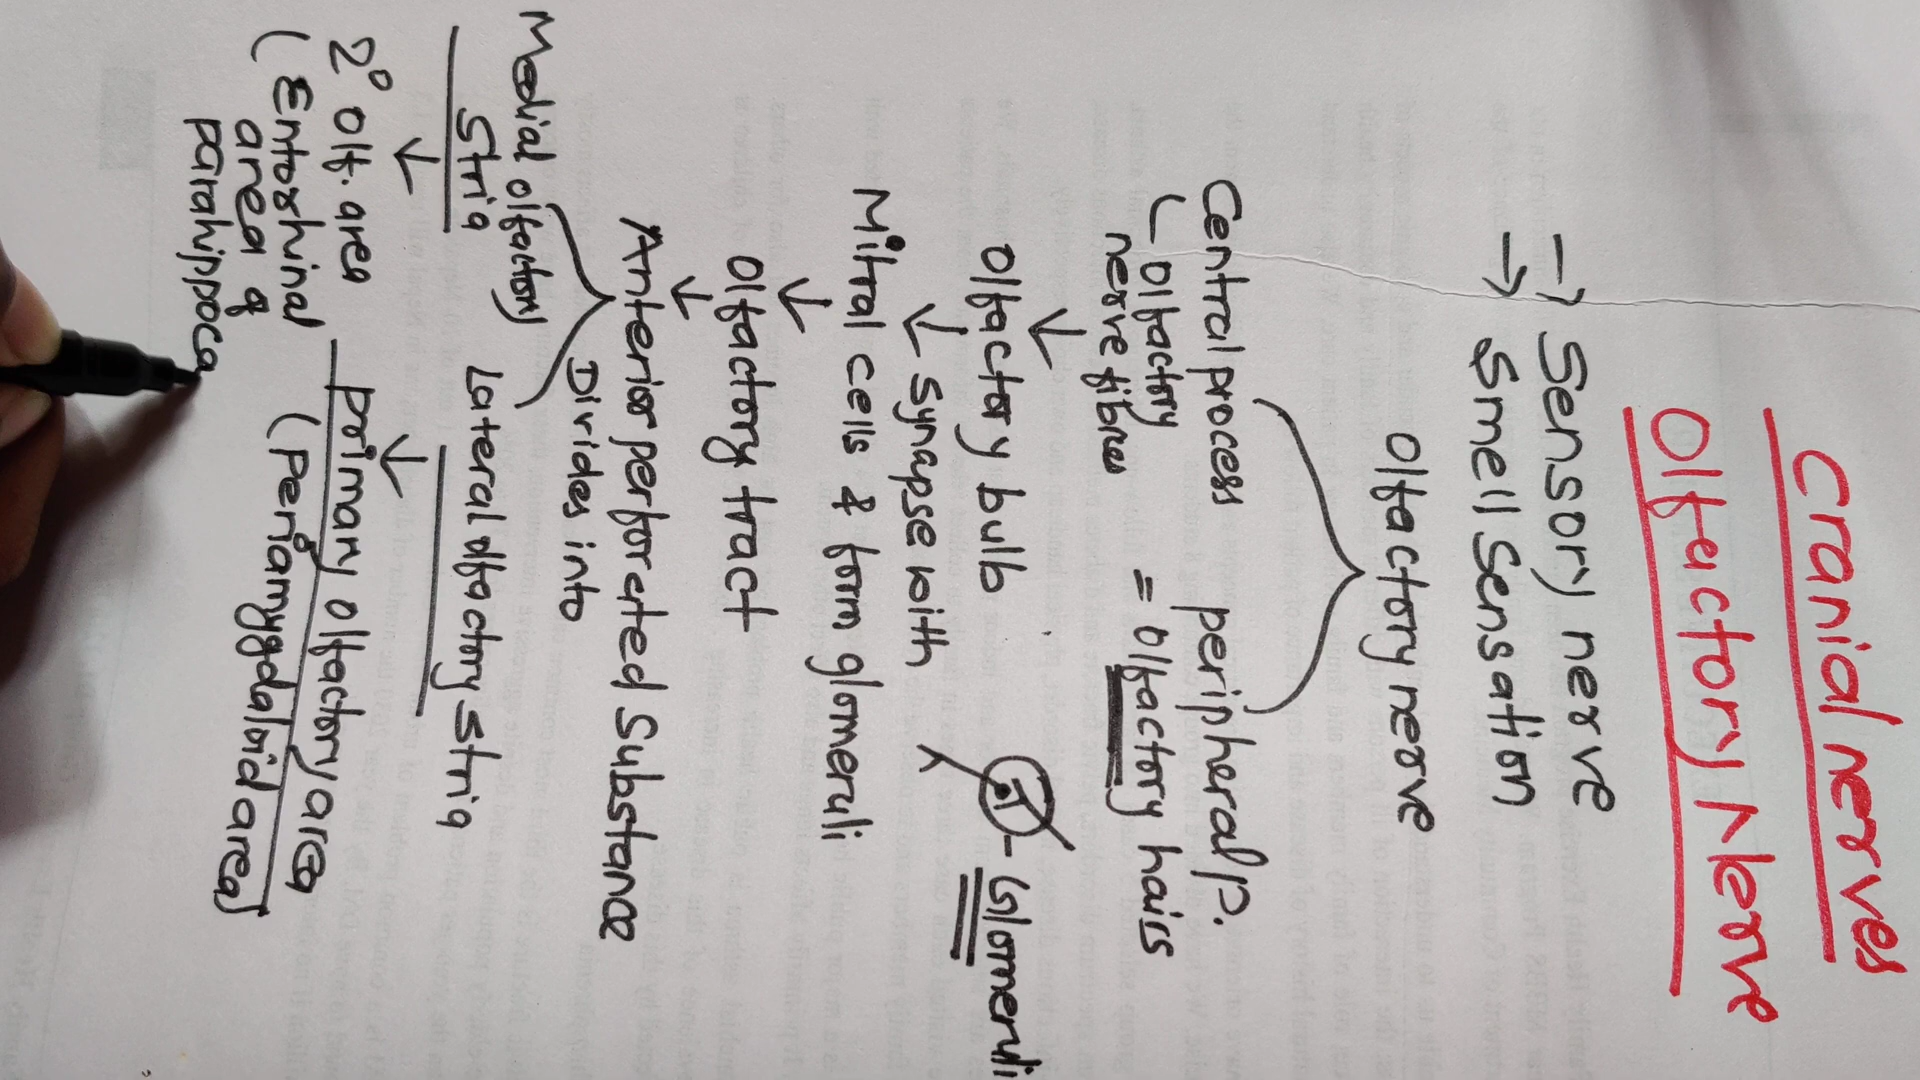 Cranial nerves
Olfactory Nerve
⇒ Sensory nerve
→ Smell Sensation
Olfactory nerve
Central process
peripheral p.
Olfactory
nerve fibres
= Olfactory hairs
↓
Olfactory bulb
- Glomeruli
↓ Synapse with
Mitral cells & form glomeruli
↓
Olfactory tract
↓
Anterior perforated Substance
Divides into
Medial olfactory
Stria
Lateral olfactory stria
↓
↓
2° olf. area
(Entorhinal
area of
parahippoca
primary olfactory area
(periamygdaloid area)